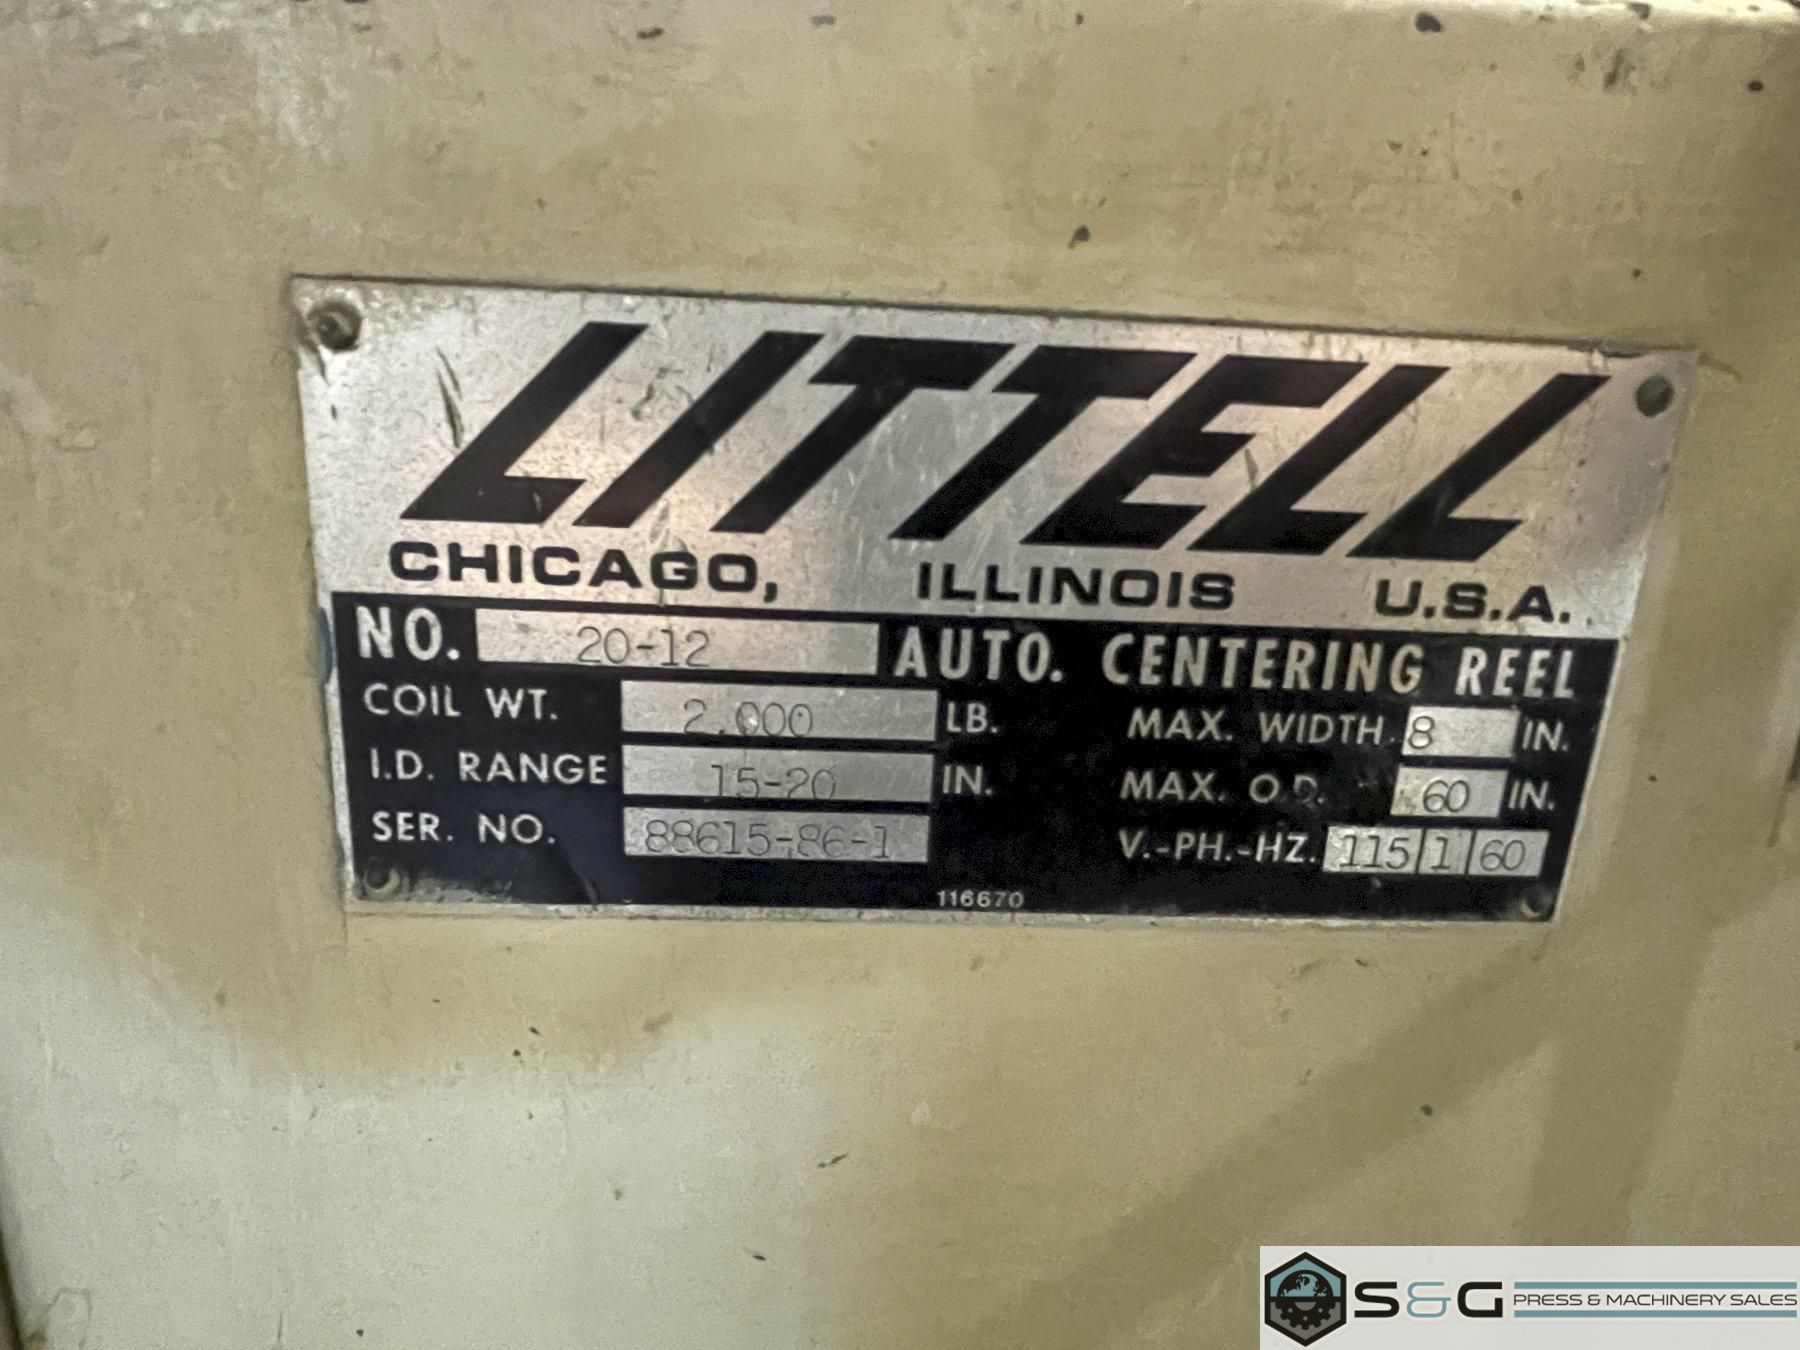 LITTELL
CHICAGO, ILLINOIS U.S.A.
NO. 20-12 AUTO. CENTERING REEL
COIL WT. 2,000 LB. MAX. WIDTH 8 IN.
I.D. RANGE 15-20 IN. MAX. O.D. 60 IN.
SER. NO. 88615-86-1 V.-PH.-HZ. 115 1 60
116670
S&G PRESS & MACHINERY SALES